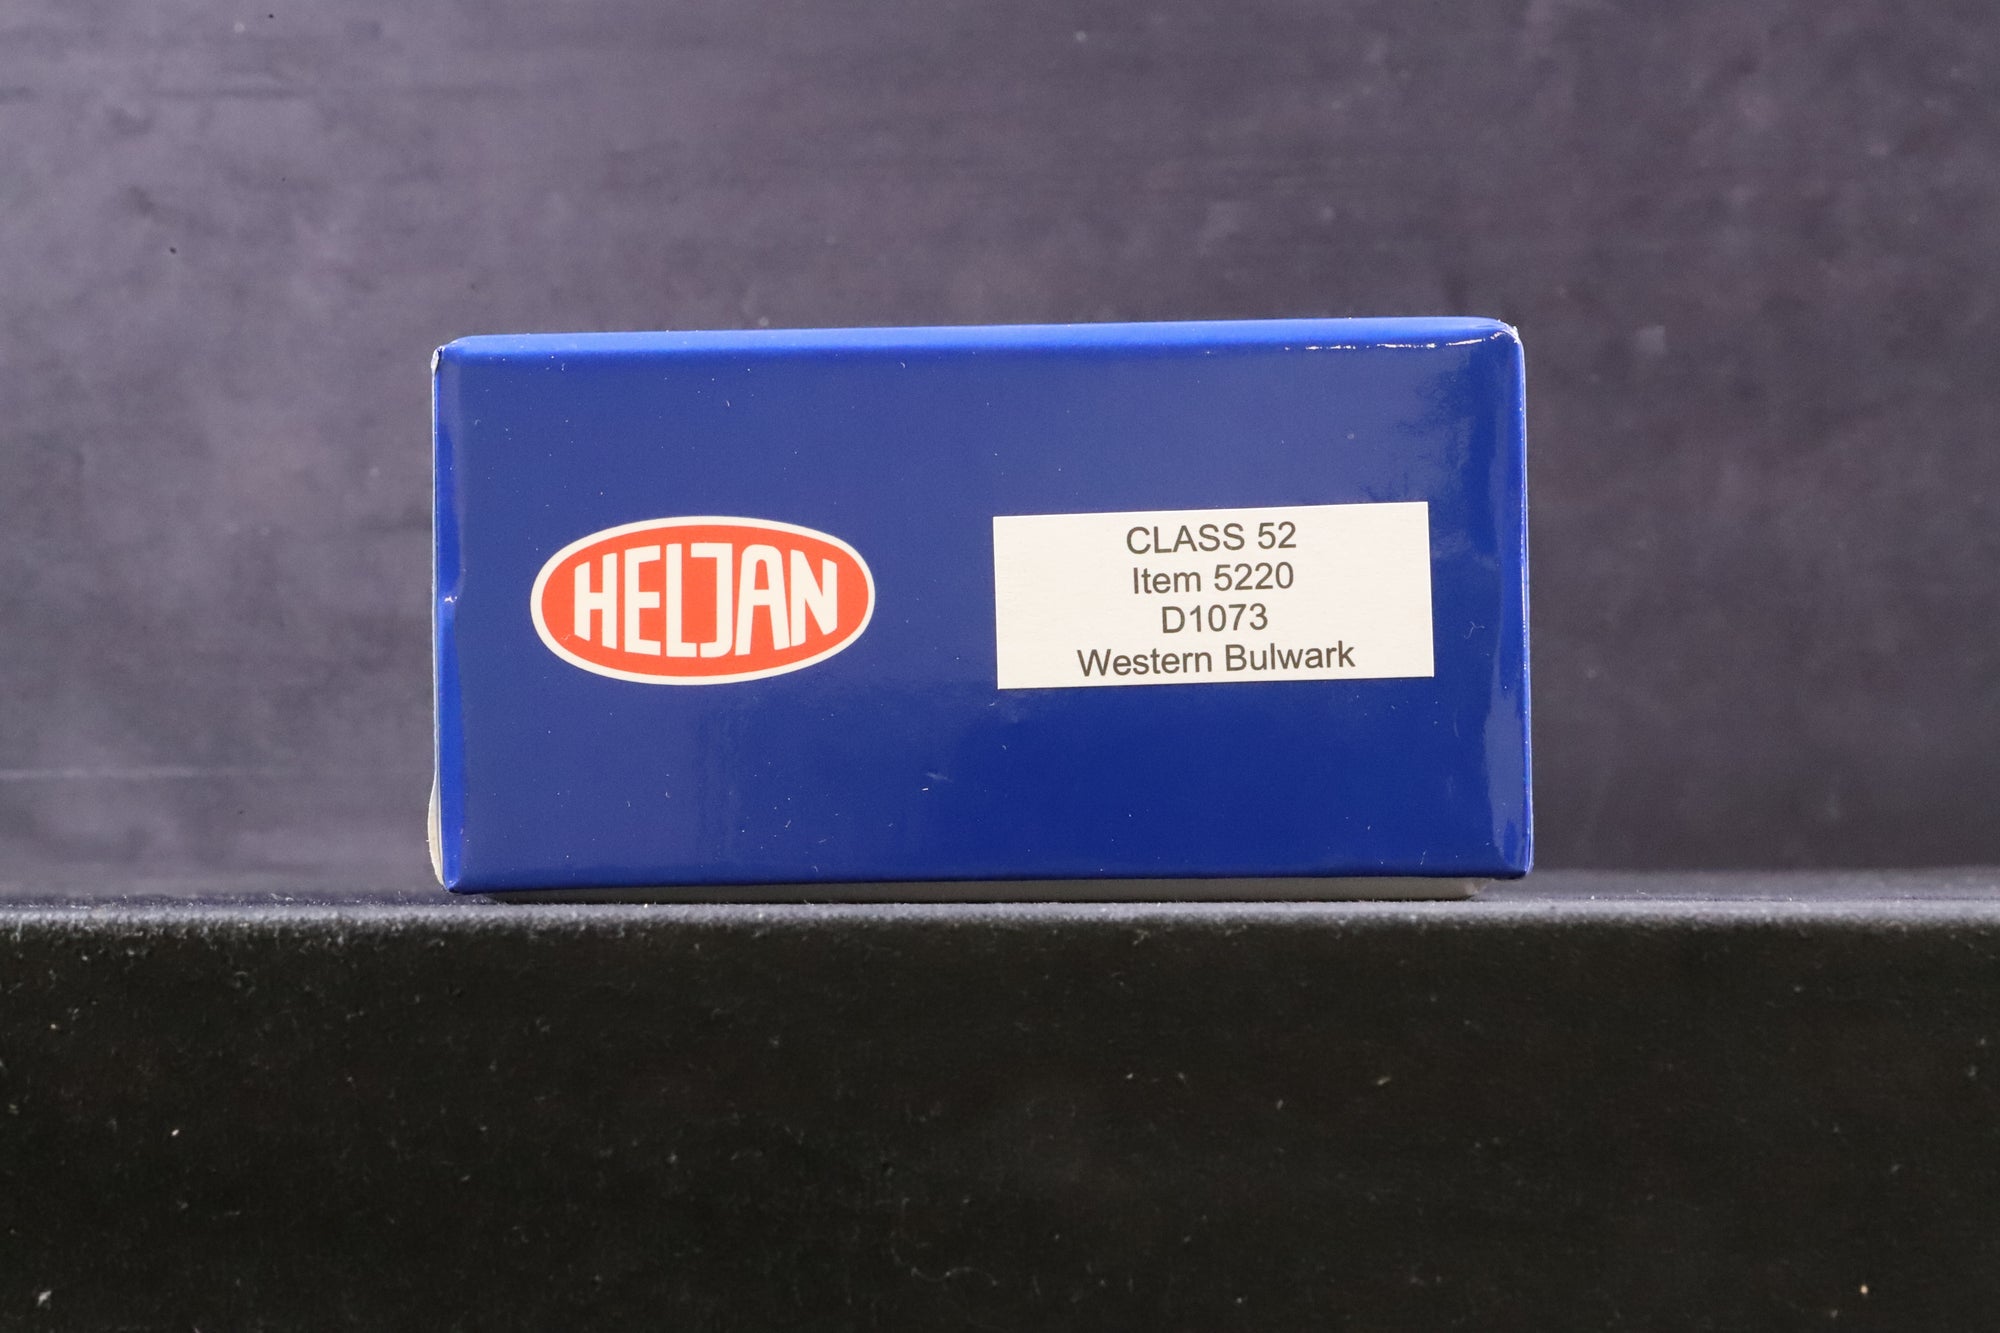 HELJAN
CLASS 52
Item 5220
D1073
Western Bulwark